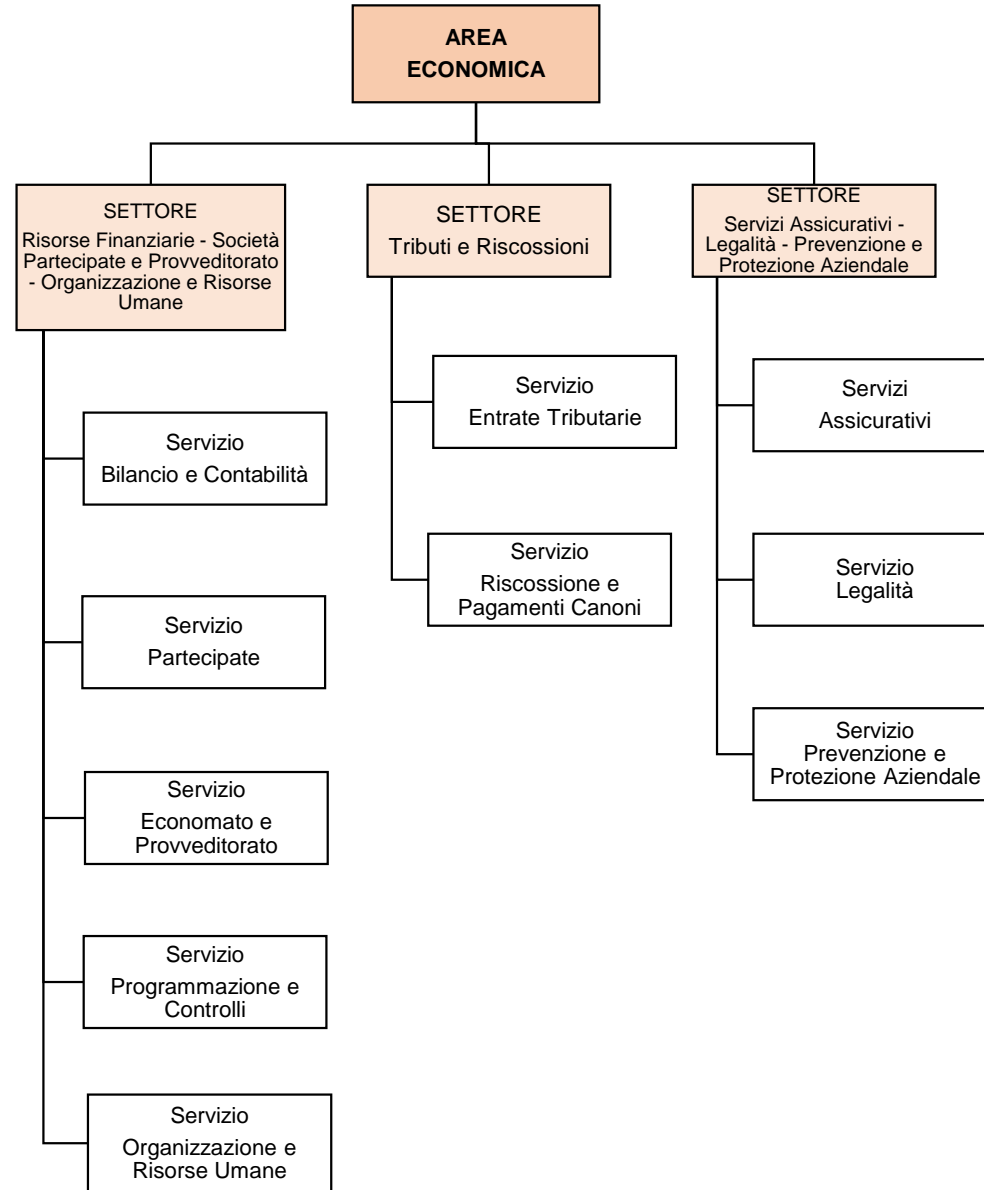 AREA
ECONOMICA
SETTORE
Risorse Finanziarie - Società
Partecipate e Provveditorato
- Organizzazione e Risorse
Umane
Servizio
Bilancio e Contabilità
Servizio
Partecipate
Servizio
Economato e
Provveditorato
Servizio
Programmazione e
Controlli
Servizio
Organizzazione e
Risorse Umane
SETTORE
Tributi e Riscossioni
Servizio
Entrate Tributarie
Servizio
Riscossione e
Pagamenti Canoni
SETTORE
Servizi Assicurativi -
Legalità - Prevenzione e
Protezione Aziendale
Servizi
Assicurativi
Servizio
Legalità
Servizio
Prevenzione e
Protezione Aziendale